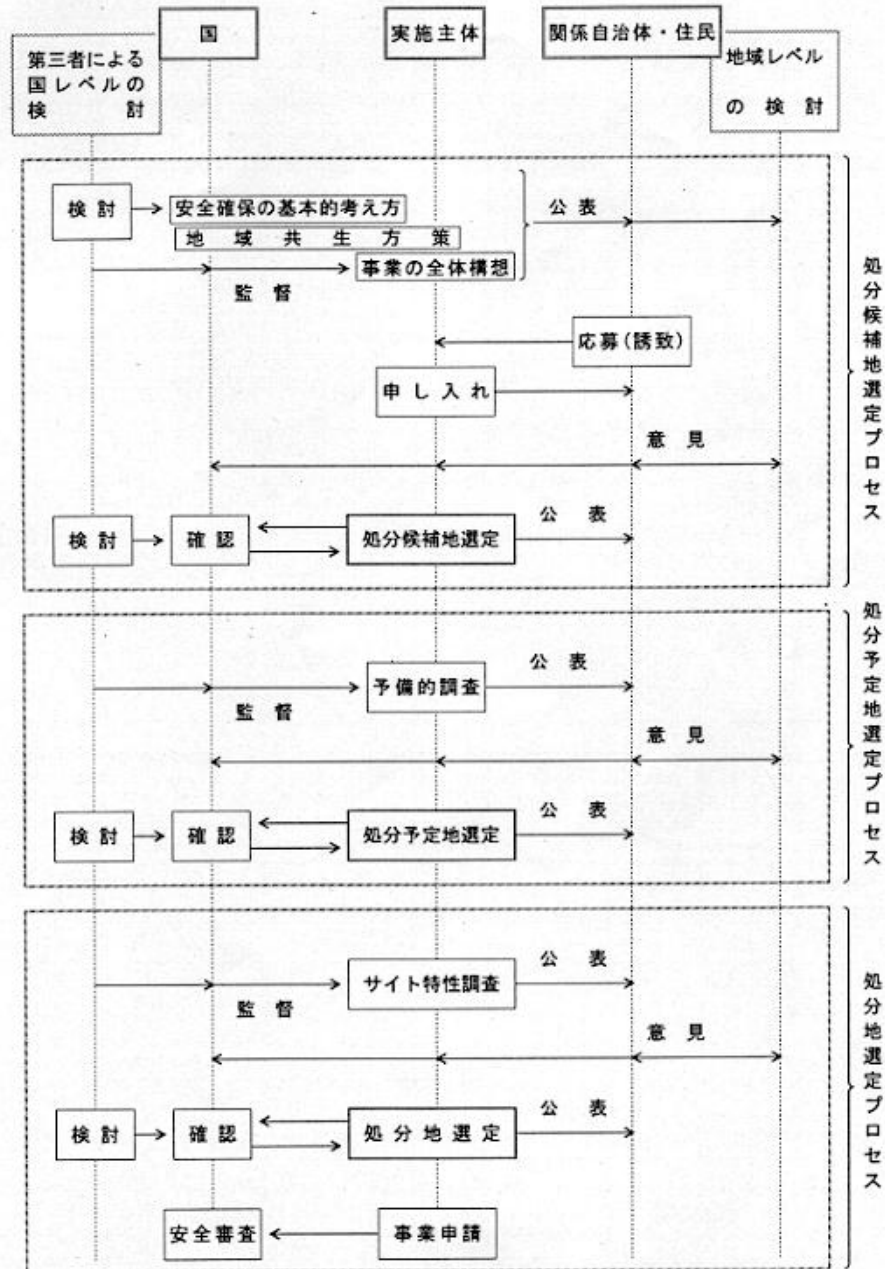 国
実施主体
関係自治体・住民
第三者による
国レベルの
検討
地域レベル
の検討
検討
安全確保の基本的考え方
公表
地域共生方策
事業の全体構想
監督
応募(誘致)
申し入れ
意見
公表
検討
確認
処分候補地選定
処分候補地選定プロセス
公表
予備的調査
監督
意見
公表
検討
確認
処分予定地選定
処分予定地選定プロセス
公表
サイト特性調査
監督
意見
公表
検討
確認
処分地選定
安全審査
事業申請
処分地選定プロセス